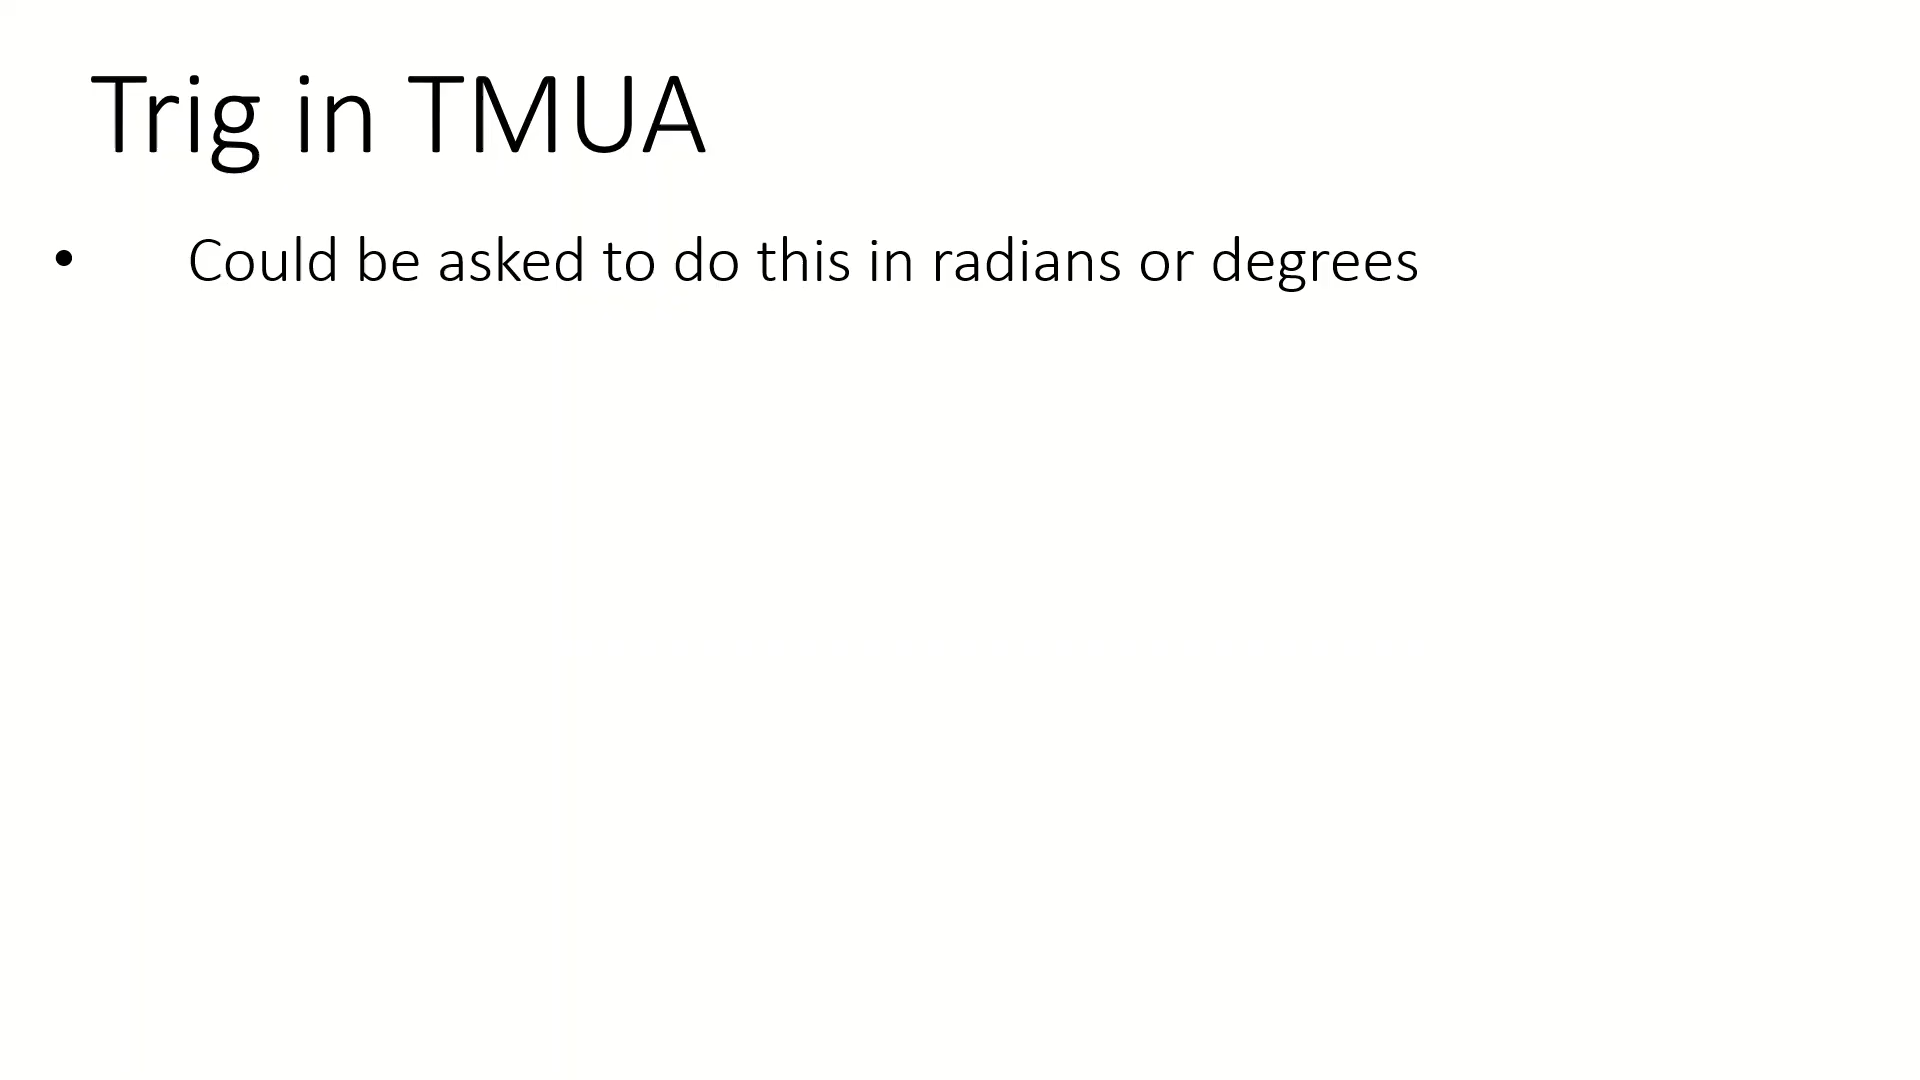 Trig in TMUA
• Could be asked to do this in radians or degrees